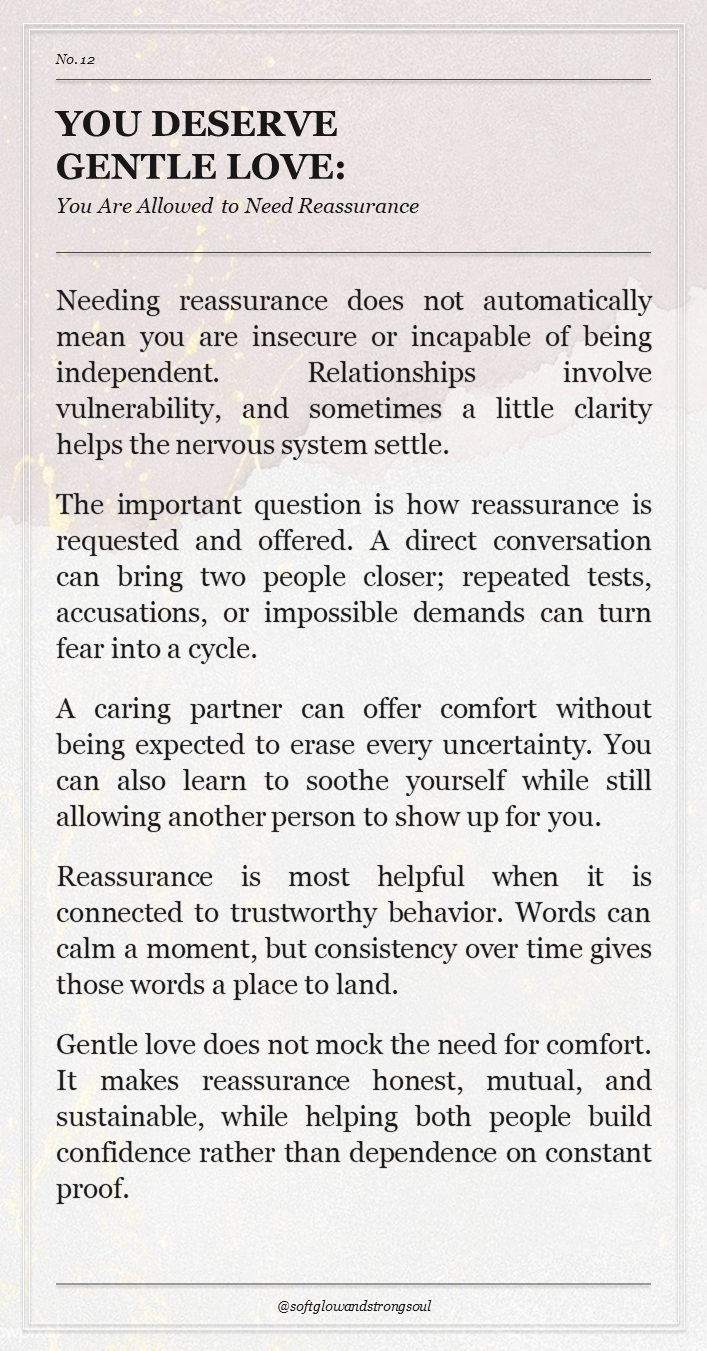 No. 12
YOU DESERVE
GENTLE LOVE:
You Are Allowed to Need Reassurance
Needing reassurance does not automatically
mean you are insecure or incapable of being
independent. Relationships involve
vulnerability, and sometimes a little clarity
helps the nervous system settle.
The important question is how reassurance is
requested and offered. A direct conversation
can bring two people closer; repeated tests,
accusations, or impossible demands can turn
fear into a cycle.
A caring partner can offer comfort without
being expected to erase every uncertainty. You
can also learn to soothe yourself while still
allowing another person to show up for you.
Reassurance is most helpful when it is
connected to trustworthy behavior. Words can
calm a moment, but consistency over time gives
those words a place to land.
Gentle love does not mock the need for comfort.
It makes reassurance honest, mutual, and
sustainable, while helping both people build
confidence rather than dependence on constant
proof.
@softglowandstrongsoul